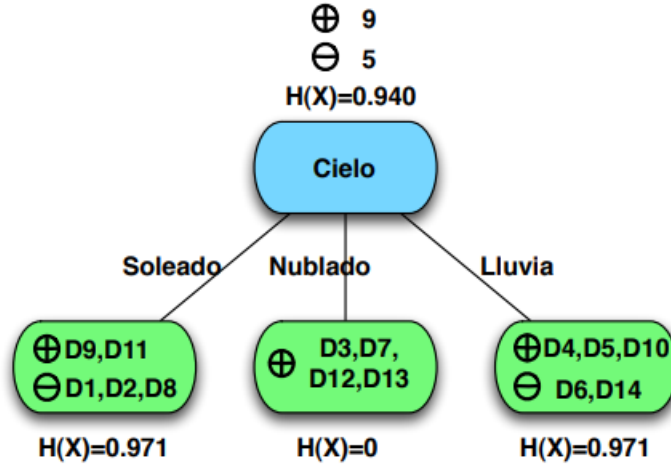 ⊕ 9
⊖ 5
H(X)=0.940
Cielo
Soleado
Nublado
Lluvia
⊕ D9,D11
⊖ D1,D2,D8
H(X)=0.971
⊕ D3,D7,
D12,D13
H(X)=0
⊕ D4,D5,D10
⊖ D6,D14
H(X)=0.971